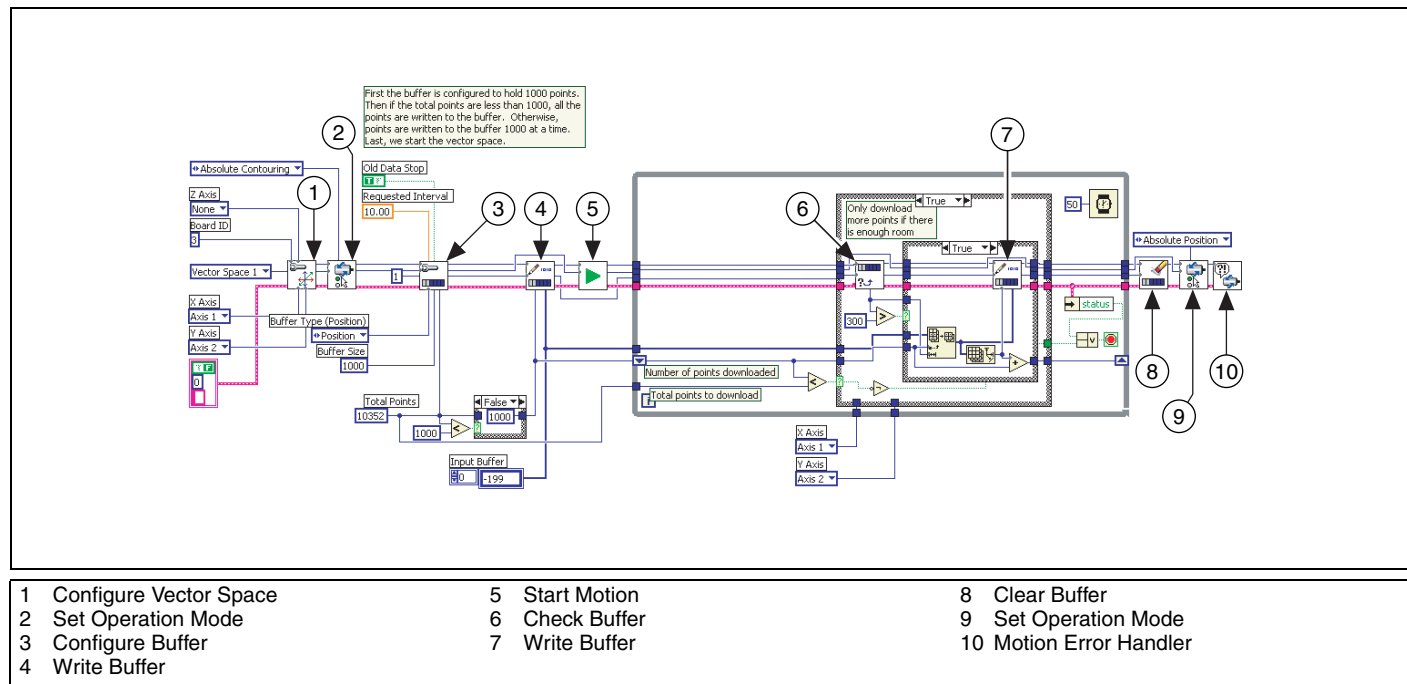 First the buffer is configured to hold 1000 points.
Then if the total points are less than 1000, all the
points are written to the buffer.  Otherwise,
points are written to the buffer 1000 at a time.
Last, we start the vector space.
2
7
Absolute Contouring
Old Data Stop
T F
Z Axis
None
1
Requested Interval
10.00
3
4
5
6
True
Only download
more points if there
is enough room
50
Board ID
3
True
Absolute Position
Vector Space 1
1
?!
X Axis
Axis 1
Buffer Type (Position)
Position
status
300
Y Axis
Axis 2
Buffer Size
1000
T F
0
Number of points downloaded
8
10
Total points to download
i
9
Total Points
10352
False
1000
1000
X Axis
Axis 1
Input Buffer
0
-199
Y Axis
Axis 2
1 Configure Vector Space
2 Set Operation Mode
3 Configure Buffer
4 Write Buffer
5 Start Motion
6 Check Buffer
7 Write Buffer
8 Clear Buffer
9 Set Operation Mode
10 Motion Error Handler